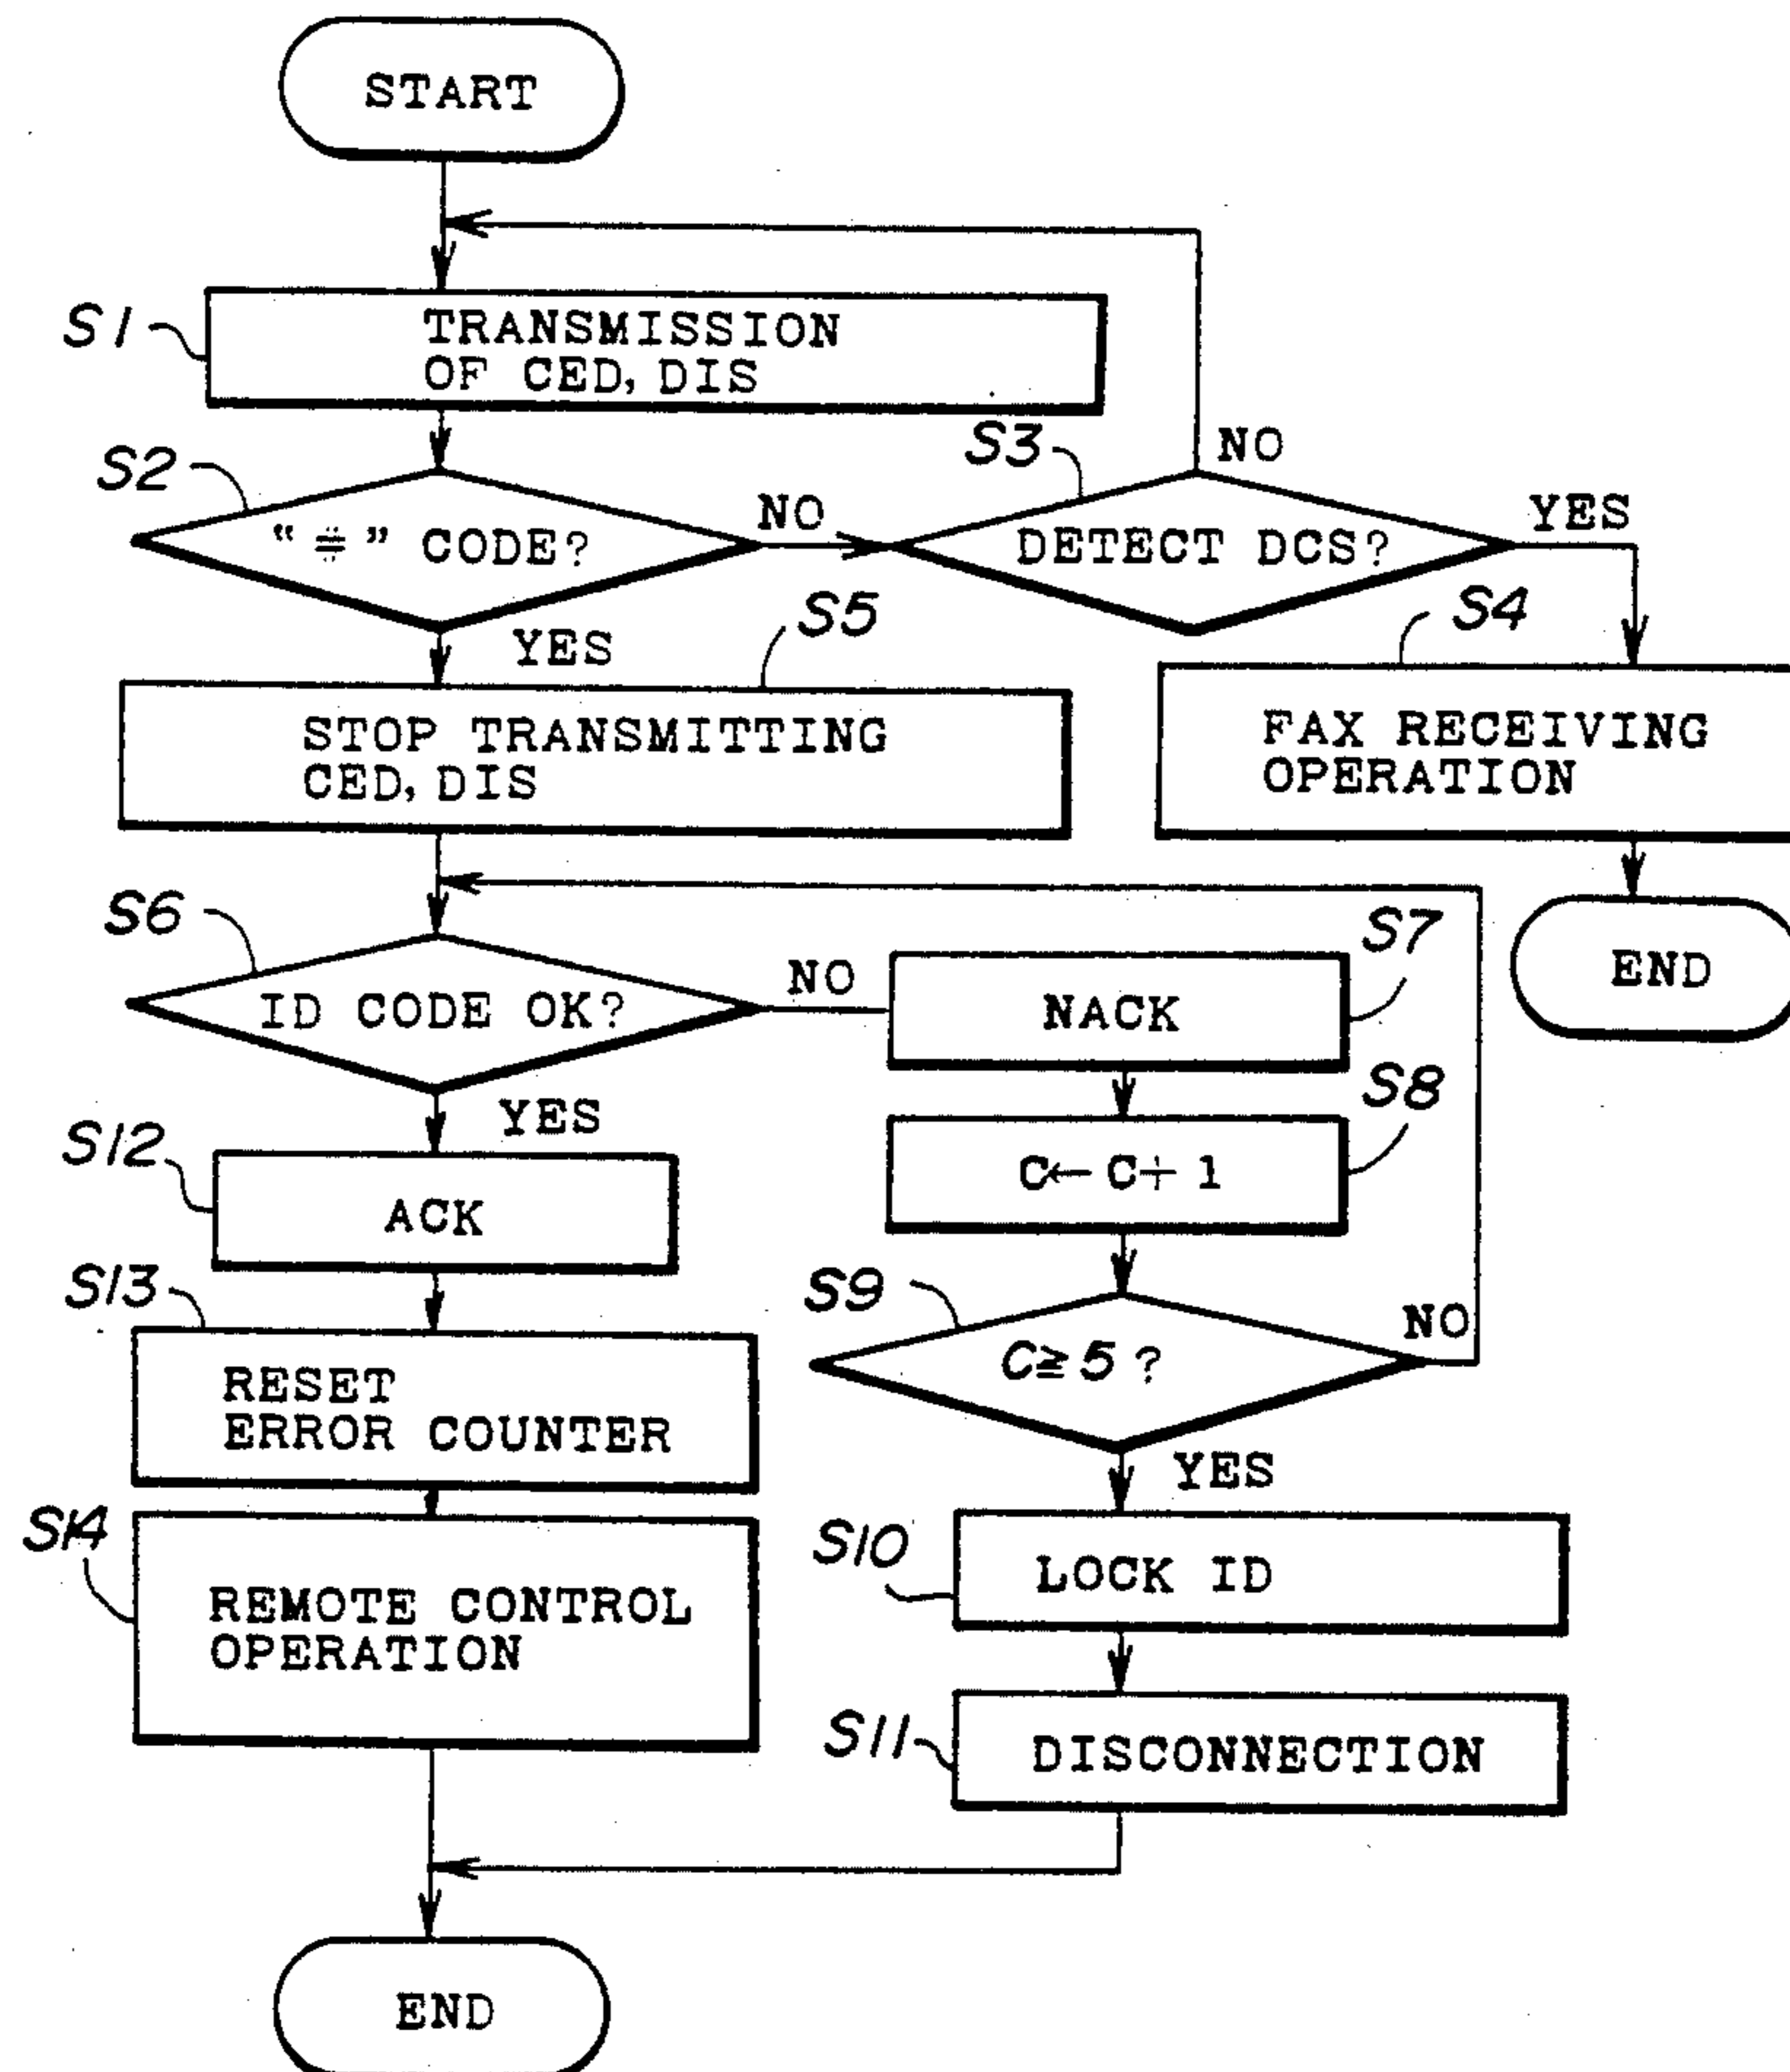 START
S1
TRANSMISSION
OF CED, DIS
S2
"#" CODE?
NO
S3
DETECT DCS?
NO
YES
S4
FAX RECEIVING
OPERATION
END
YES
S5
STOP TRANSMITTING
CED, DIS
S6
ID CODE OK?
NO
S7
NACK
S8
C← C+ 1
S9
C≧5 ?
NO
YES
S10
LOCK ID
S11
DISCONNECTION
YES
S12
ACK
S13
RESET
ERROR COUNTER
S14
REMOTE CONTROL
OPERATION
END